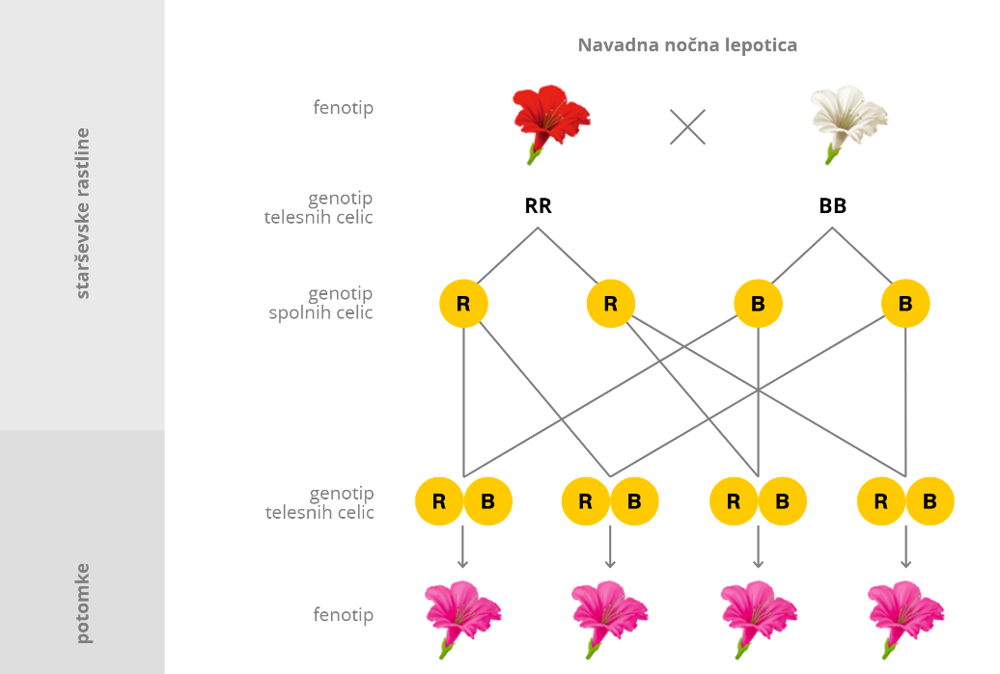 Navadna nočna lepotica
starševske rastline
fenotip
genotip
telesnih celic
RR
BB
genotip
spolnih celic
R
R
B
B
potomke
genotip
telesnih celic
R B
R B
R B
R B
fenotip